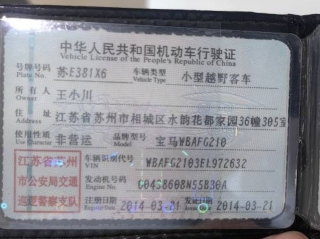 中华人民共和国机动车行驶证
Vehicle License of the People's Republic of China
号牌号码 苏E381X6 车辆类型 小型越野客车
Plate No. Vehicle Type
所有人 王小川
Owner
住址 江苏省苏州市相城区水韵花都家园36幢305室
Address
使用性质 非营运 品牌型号 宝马WBAFG210
Use Character Model
江苏省苏州 车辆识别代号 WBAFG2103EL972632
VIN
市公安局交通 发动机号码 C04S8608N55B30A
Engine No.
巡逻警察支队 注册日期 2014-03-21 发证日期 2014-03-21
Register Date Issue Date